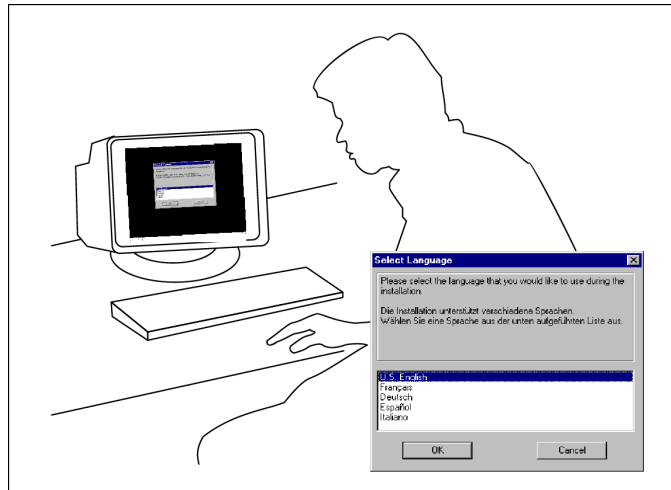 Select Language
Please select the language that you would like to use during the
installation.
Die Installation unterstützt verschiedene Sprachen.
Wählen Sie eine Sprache aus der unten aufgeführten Liste aus.
U.S. English
Français
Deutsch
Español
Italiano
OK
Cancel